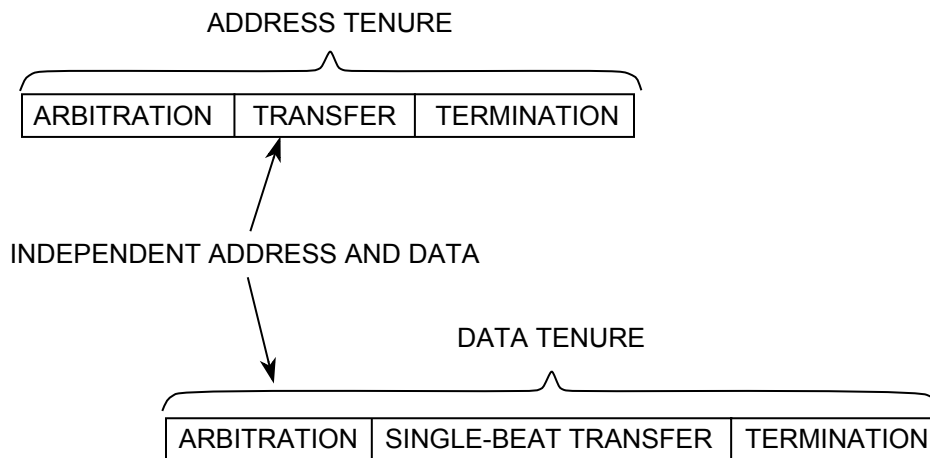 ADDRESS TENURE
ARBITRATION TRANSFER TERMINATION
INDEPENDENT ADDRESS AND DATA
DATA TENURE
ARBITRATION SINGLE-BEAT TRANSFER TERMINATION